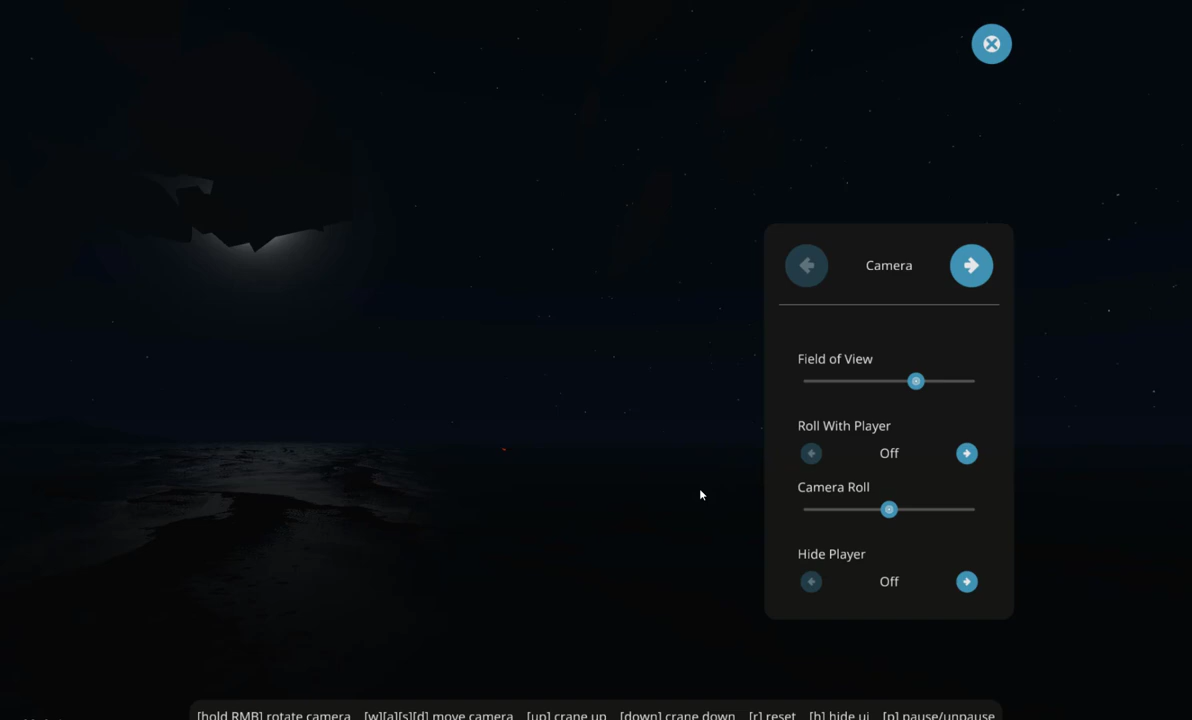 Camera
Field of View
Roll With Player
Off
Camera Roll
Hide Player
Off
[hold RMB] rotate camera [w][a][s][d] move camera [up] crane up [down] crane down [r] reset [h] hide ui [p] pause/unpause